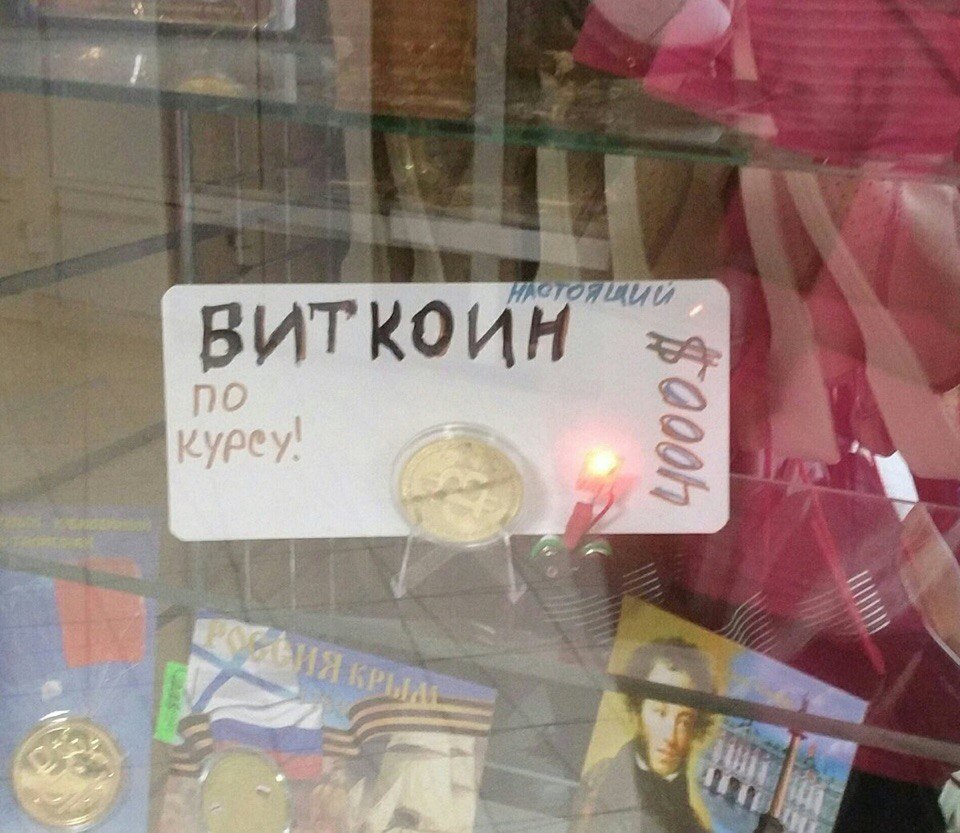 настоящий
БИТКОИН
ПО
КУРСУ!
4000$
РОССИЯ КРЫМ